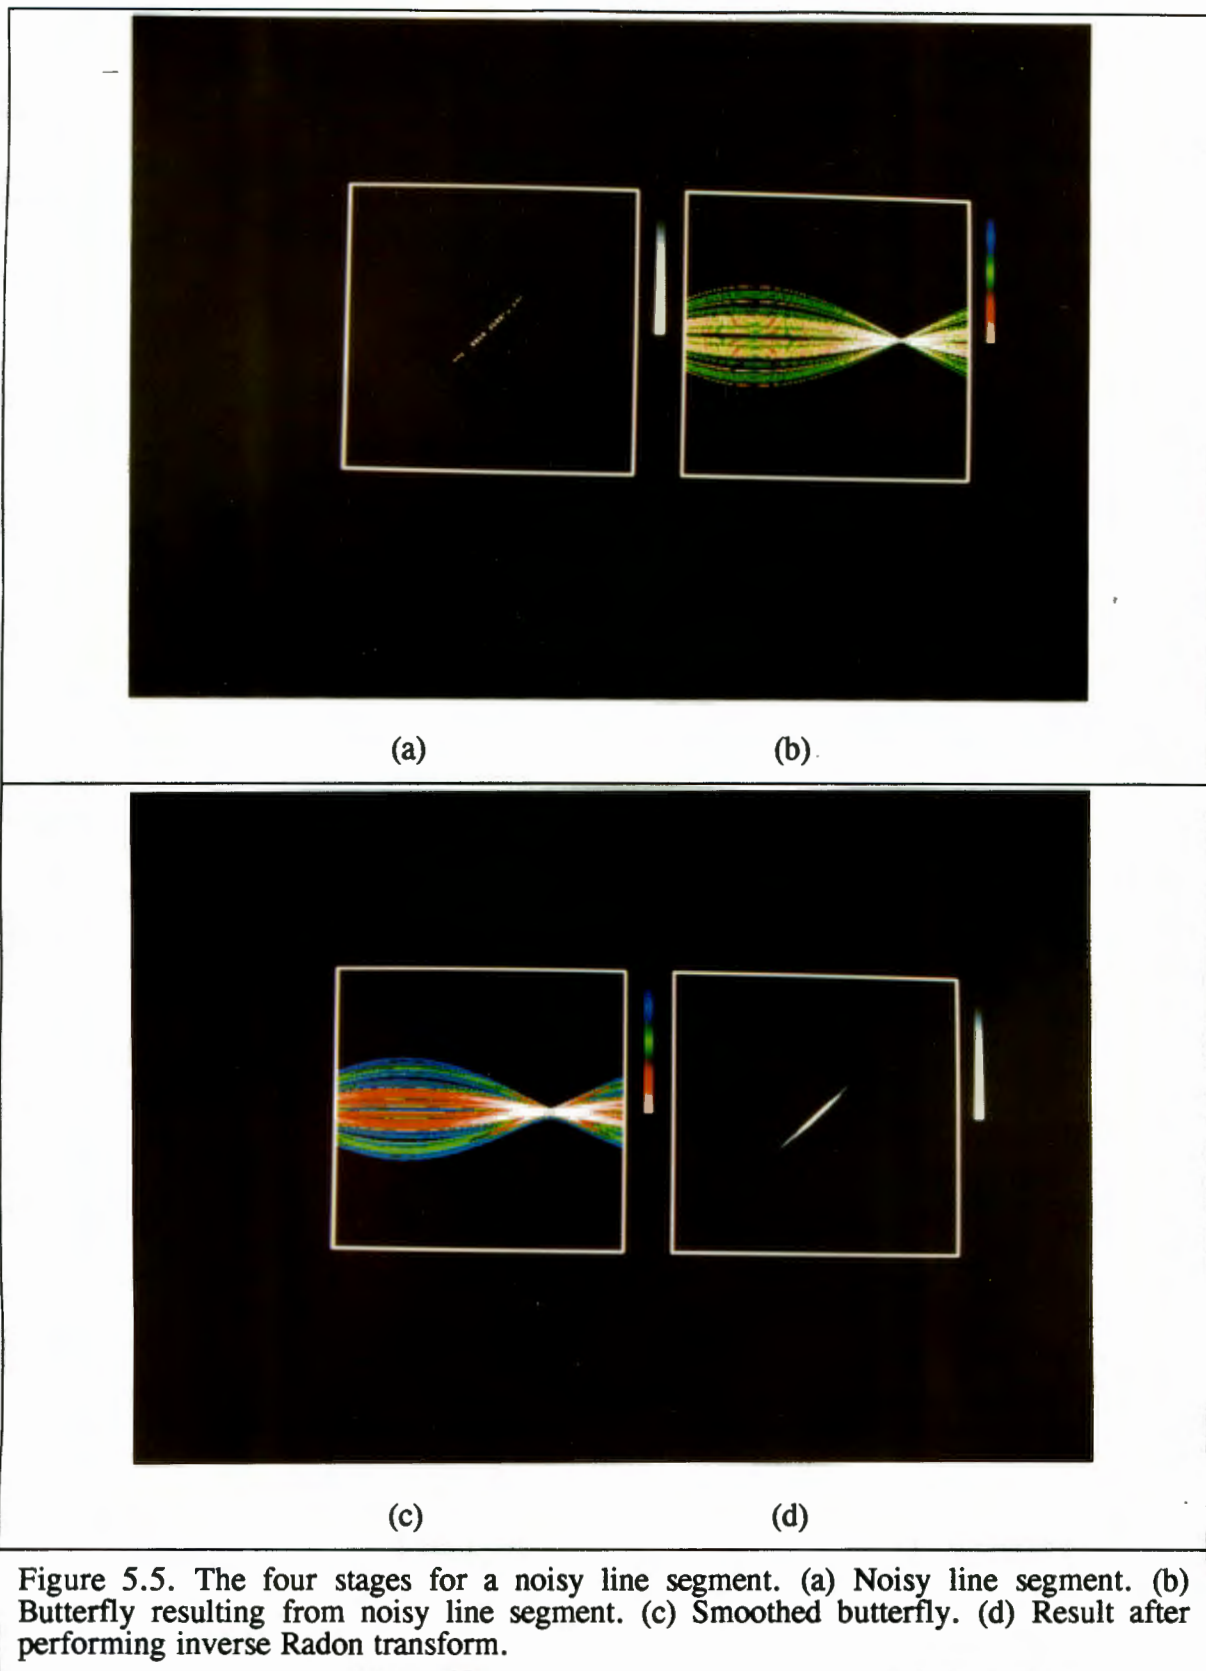 (a)
(b)
(c)
(d)
Figure 5.5. The four stages for a noisy line segment. (a) Noisy line segment. (b)
Butterfly resulting from noisy line segment. (c) Smoothed butterfly. (d) Result after
performing inverse Radon transform.